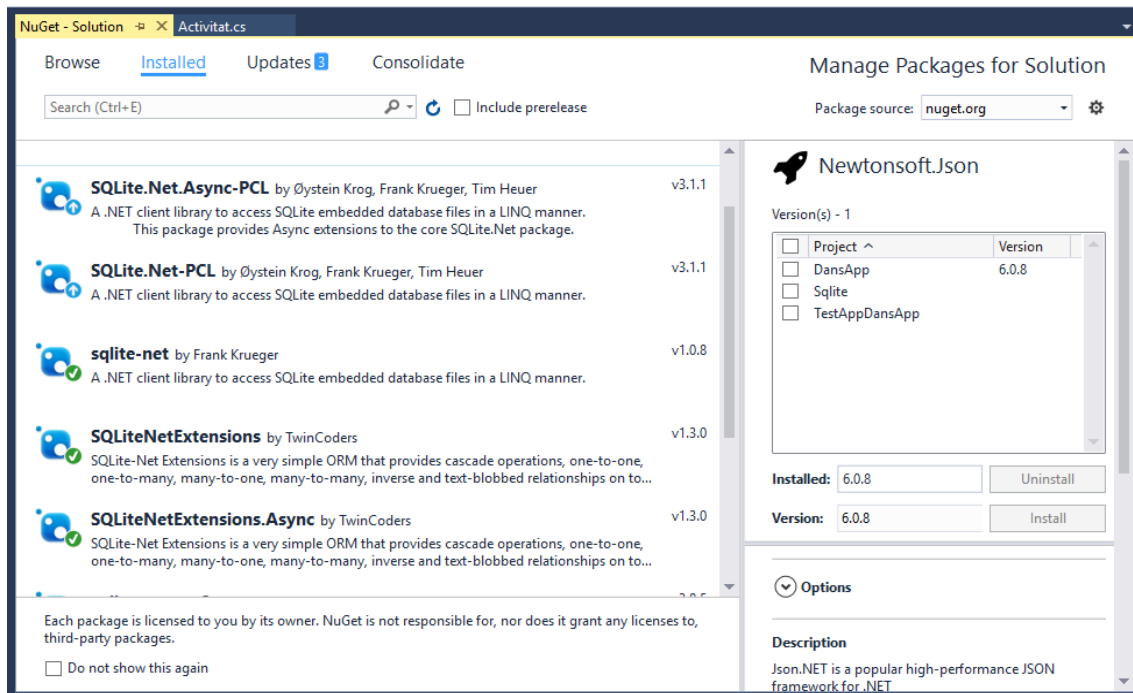 NuGet - Solution
Activitat.cs
Browse
Installed
Updates 3
Consolidate
Manage Packages for Solution
Search (Ctrl+E)
Include prerelease
Package source: nuget.org
SQLite.Net.Async-PCL by Øystein Krog, Frank Krueger, Tim Heuer
v3.1.1
A .NET client library to access SQLite embedded database files in a LINQ manner.
This package provides Async extensions to the core SQLite.Net package.
SQLite.Net-PCL by Øystein Krog, Frank Krueger, Tim Heuer
v3.1.1
A .NET client library to access SQLite embedded database files in a LINQ manner.
sqlite-net by Frank Krueger
v1.0.8
A .NET client library to access SQLite embedded database files in a LINQ manner.
SQLiteNetExtensions by TwinCoders
v1.3.0
SQLite-Net Extensions is a very simple ORM that provides cascade operations, one-to-one,
one-to-many, many-to-one, many-to-many, inverse and text-blobbed relationships on to...
SQLiteNetExtensions.Async by TwinCoders
v1.3.0
SQLite-Net Extensions is a very simple ORM that provides cascade operations, one-to-one,
one-to-many, many-to-one, many-to-many, inverse and text-blobbed relationships on to...
Each package is licensed to you by its owner. NuGet is not responsible for, nor does it grant any licenses to,
third-party packages.
Do not show this again
Newtonsoft.Json
Version(s) - 1
Project Version
DansApp 6.0.8
Sqlite
TestAppDansApp
Installed: 6.0.8 Uninstall
Version: 6.0.8 Install
Options
Description
Json.NET is a popular high-performance JSON
framework for .NET